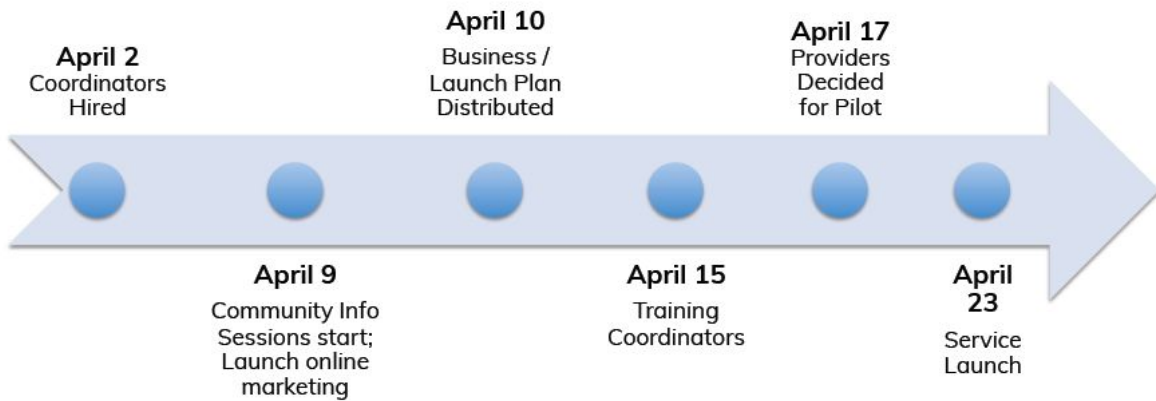 April 2
Coordinators
Hired
April 9
Community Info
Sessions start;
Launch online
marketing
April 10
Business /
Launch Plan
Distributed
April 15
Training
Coordinators
April 17
Providers
Decided
for Pilot
April
23
Service
Launch